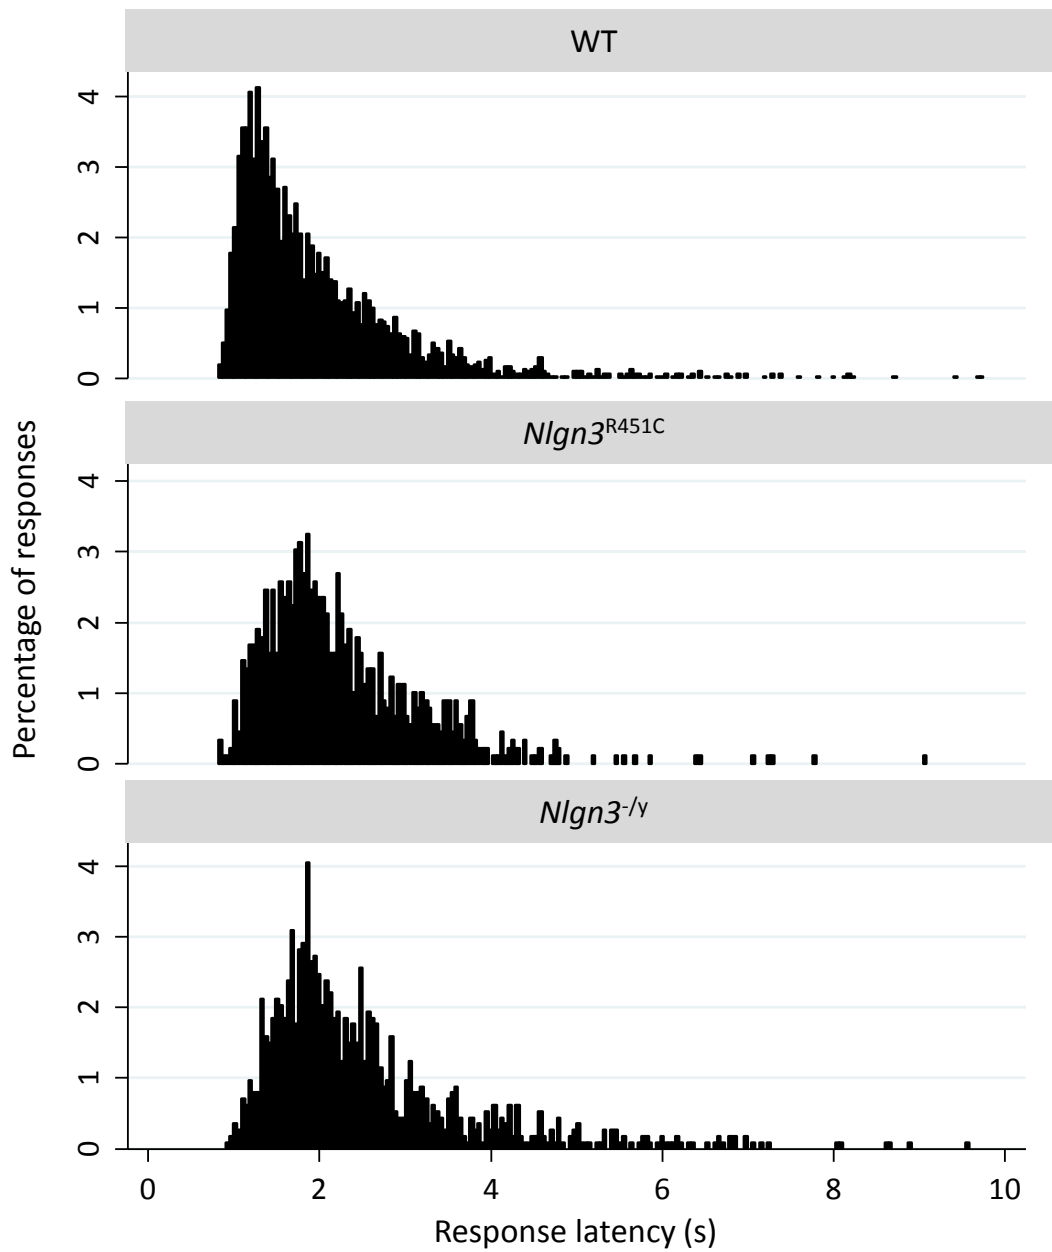 WT
4
3
2
1
0
Nlgn3R451C
4
3
2
1
0
Nlgn3-/y
4
3
2
1
0
Percentage of responses
0 2 4 6 8 10
Response latency (s)